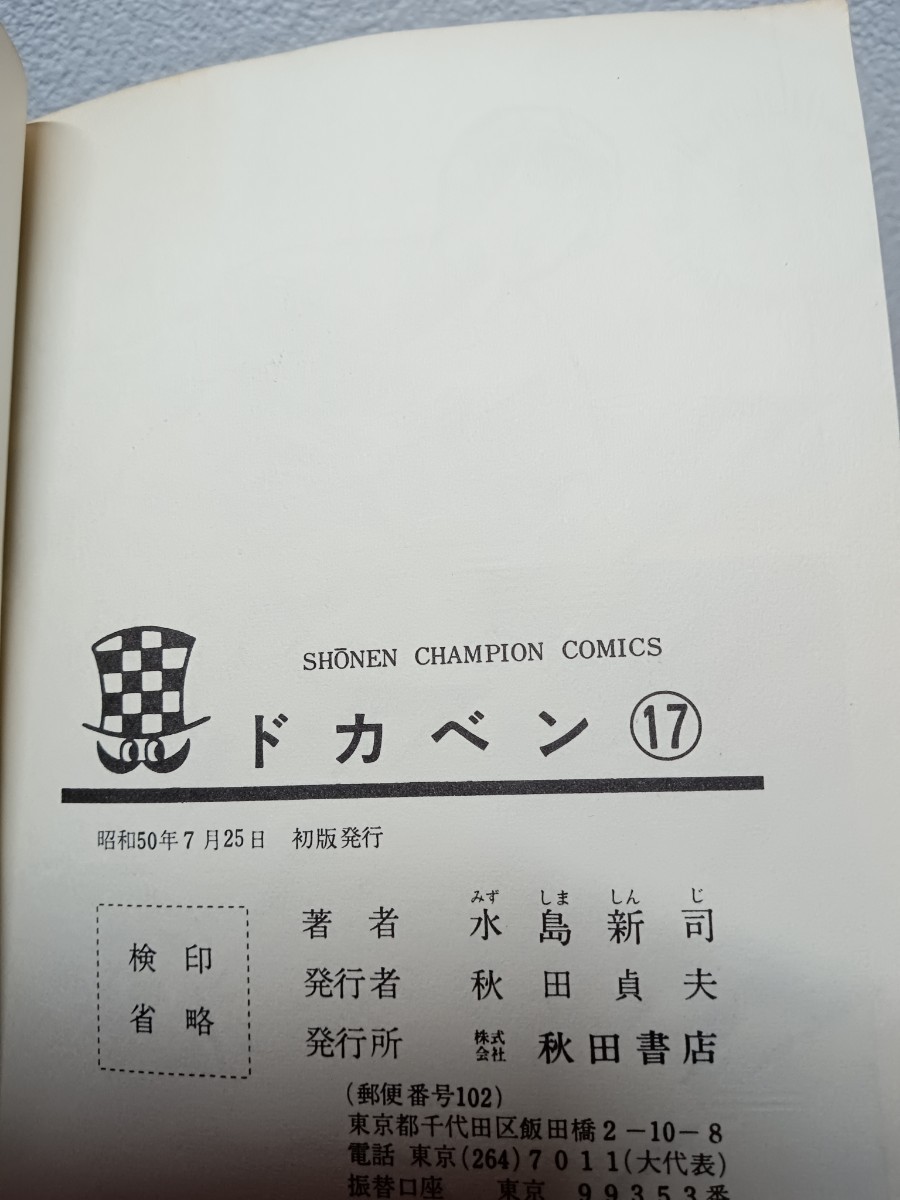 SHŌNEN CHAMPION COMICS
ドカベン⑰
昭和50年7月25日 初版発行
検印
省略
みず しま しん じ
著者 水島新司
発行者 秋田貞夫
発行所 株式会社 秋田書店
(郵便番号102)
東京都千代田区飯田橋2-10-8
電話 東京(264)7011(大代表)
振替口座 東京 99353番